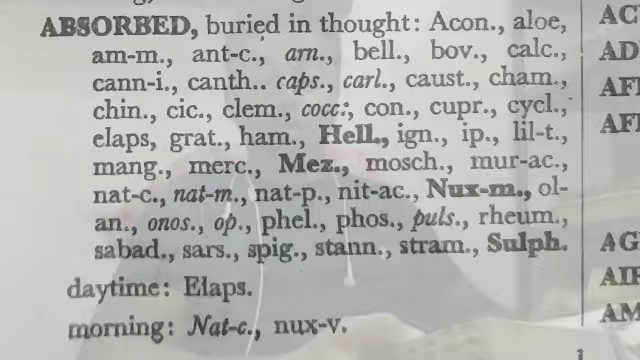 ABSORBED, buried in thought: Acon., aloe,
am-m., ant-c., arn., bell., bov., calc.,
cann-i., canth.. caps., carl., caust., cham.,
chin., cic., clem., cocc:, con., cupr., cycl.,
elaps, grat., ham., Hell., ign., ip., lil-t.,
mang., merc., Mez., mosch., mur-ac.,
nat-c., nat-m., nat-p., nit-ac., Nux-m., ol-
an., onos., op., phel., phos., puls., rheum.,
sabad., sars., spig., stann., stram., Sulph.
daytime: Elaps.
morning: Nat-c., nux-v.
AC
AD
AF
AF
AG
AI
AM
1